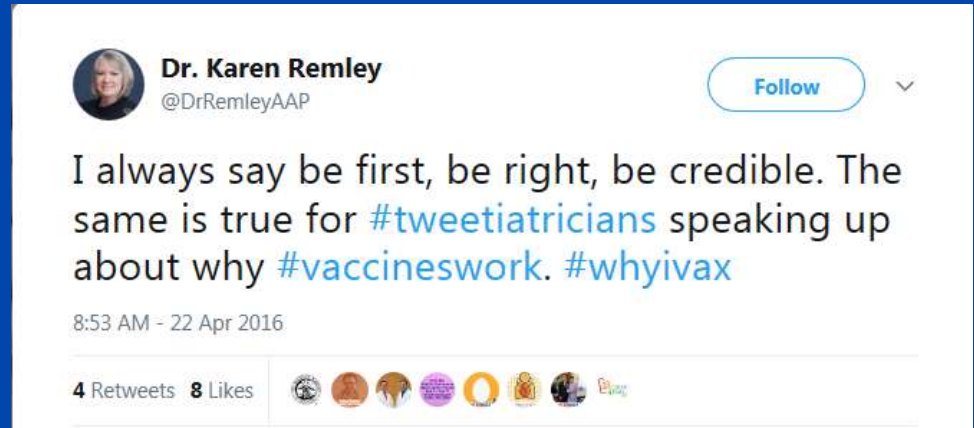 Dr. Karen Remley
@DrRemleyAAP
Follow
I always say be first, be right, be credible. The
same is true for #tweetiatricians speaking up
about why #vaccineswork. #whyivax
8:53 AM - 22 Apr 2016
4 Retweets 8 Likes